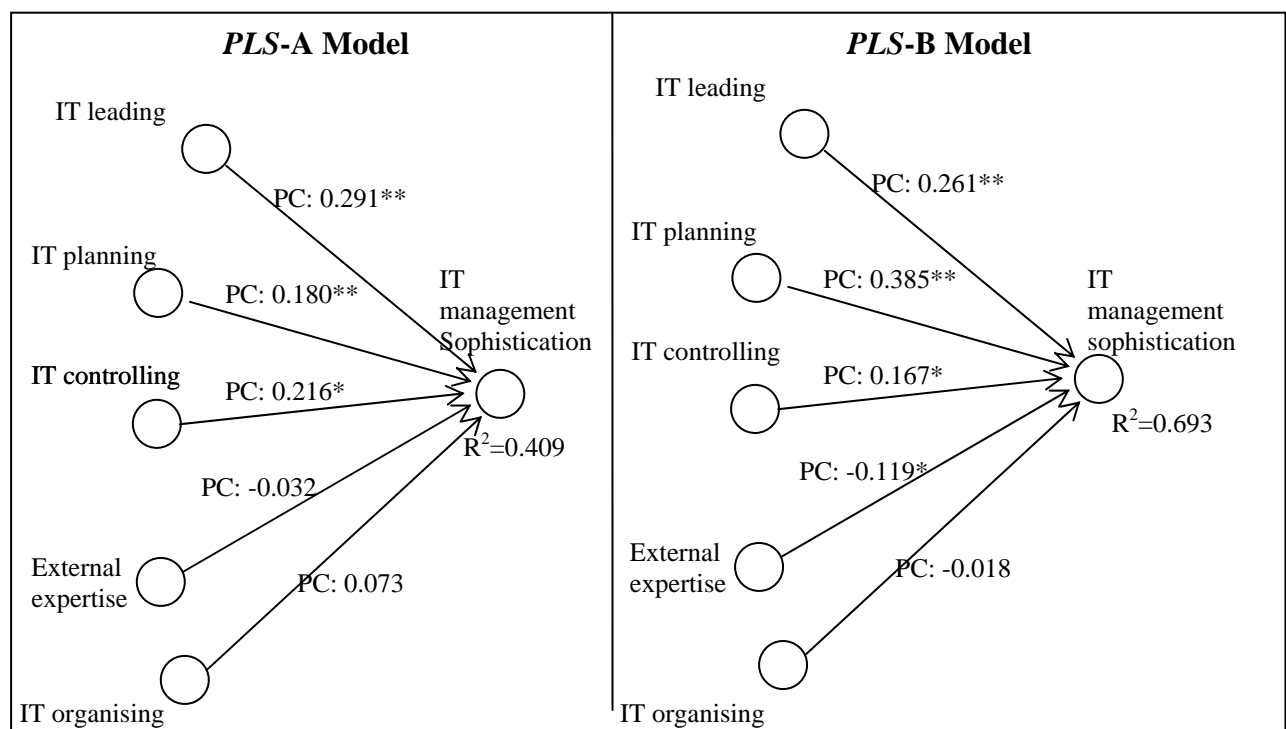 PLS-A Model
IT leading
PC: 0.291**
IT planning
PC: 0.180**
IT
management
Sophistication
IT controlling
PC: 0.216*
R²=0.409
PC: -0.032
External
expertise
PC: 0.073
IT organising
PLS-B Model
IT leading
PC: 0.261**
IT planning
PC: 0.385**
IT
management
sophistication
IT controlling
PC: 0.167*
R²=0.693
PC: -0.119*
External
expertise
PC: -0.018
IT organising